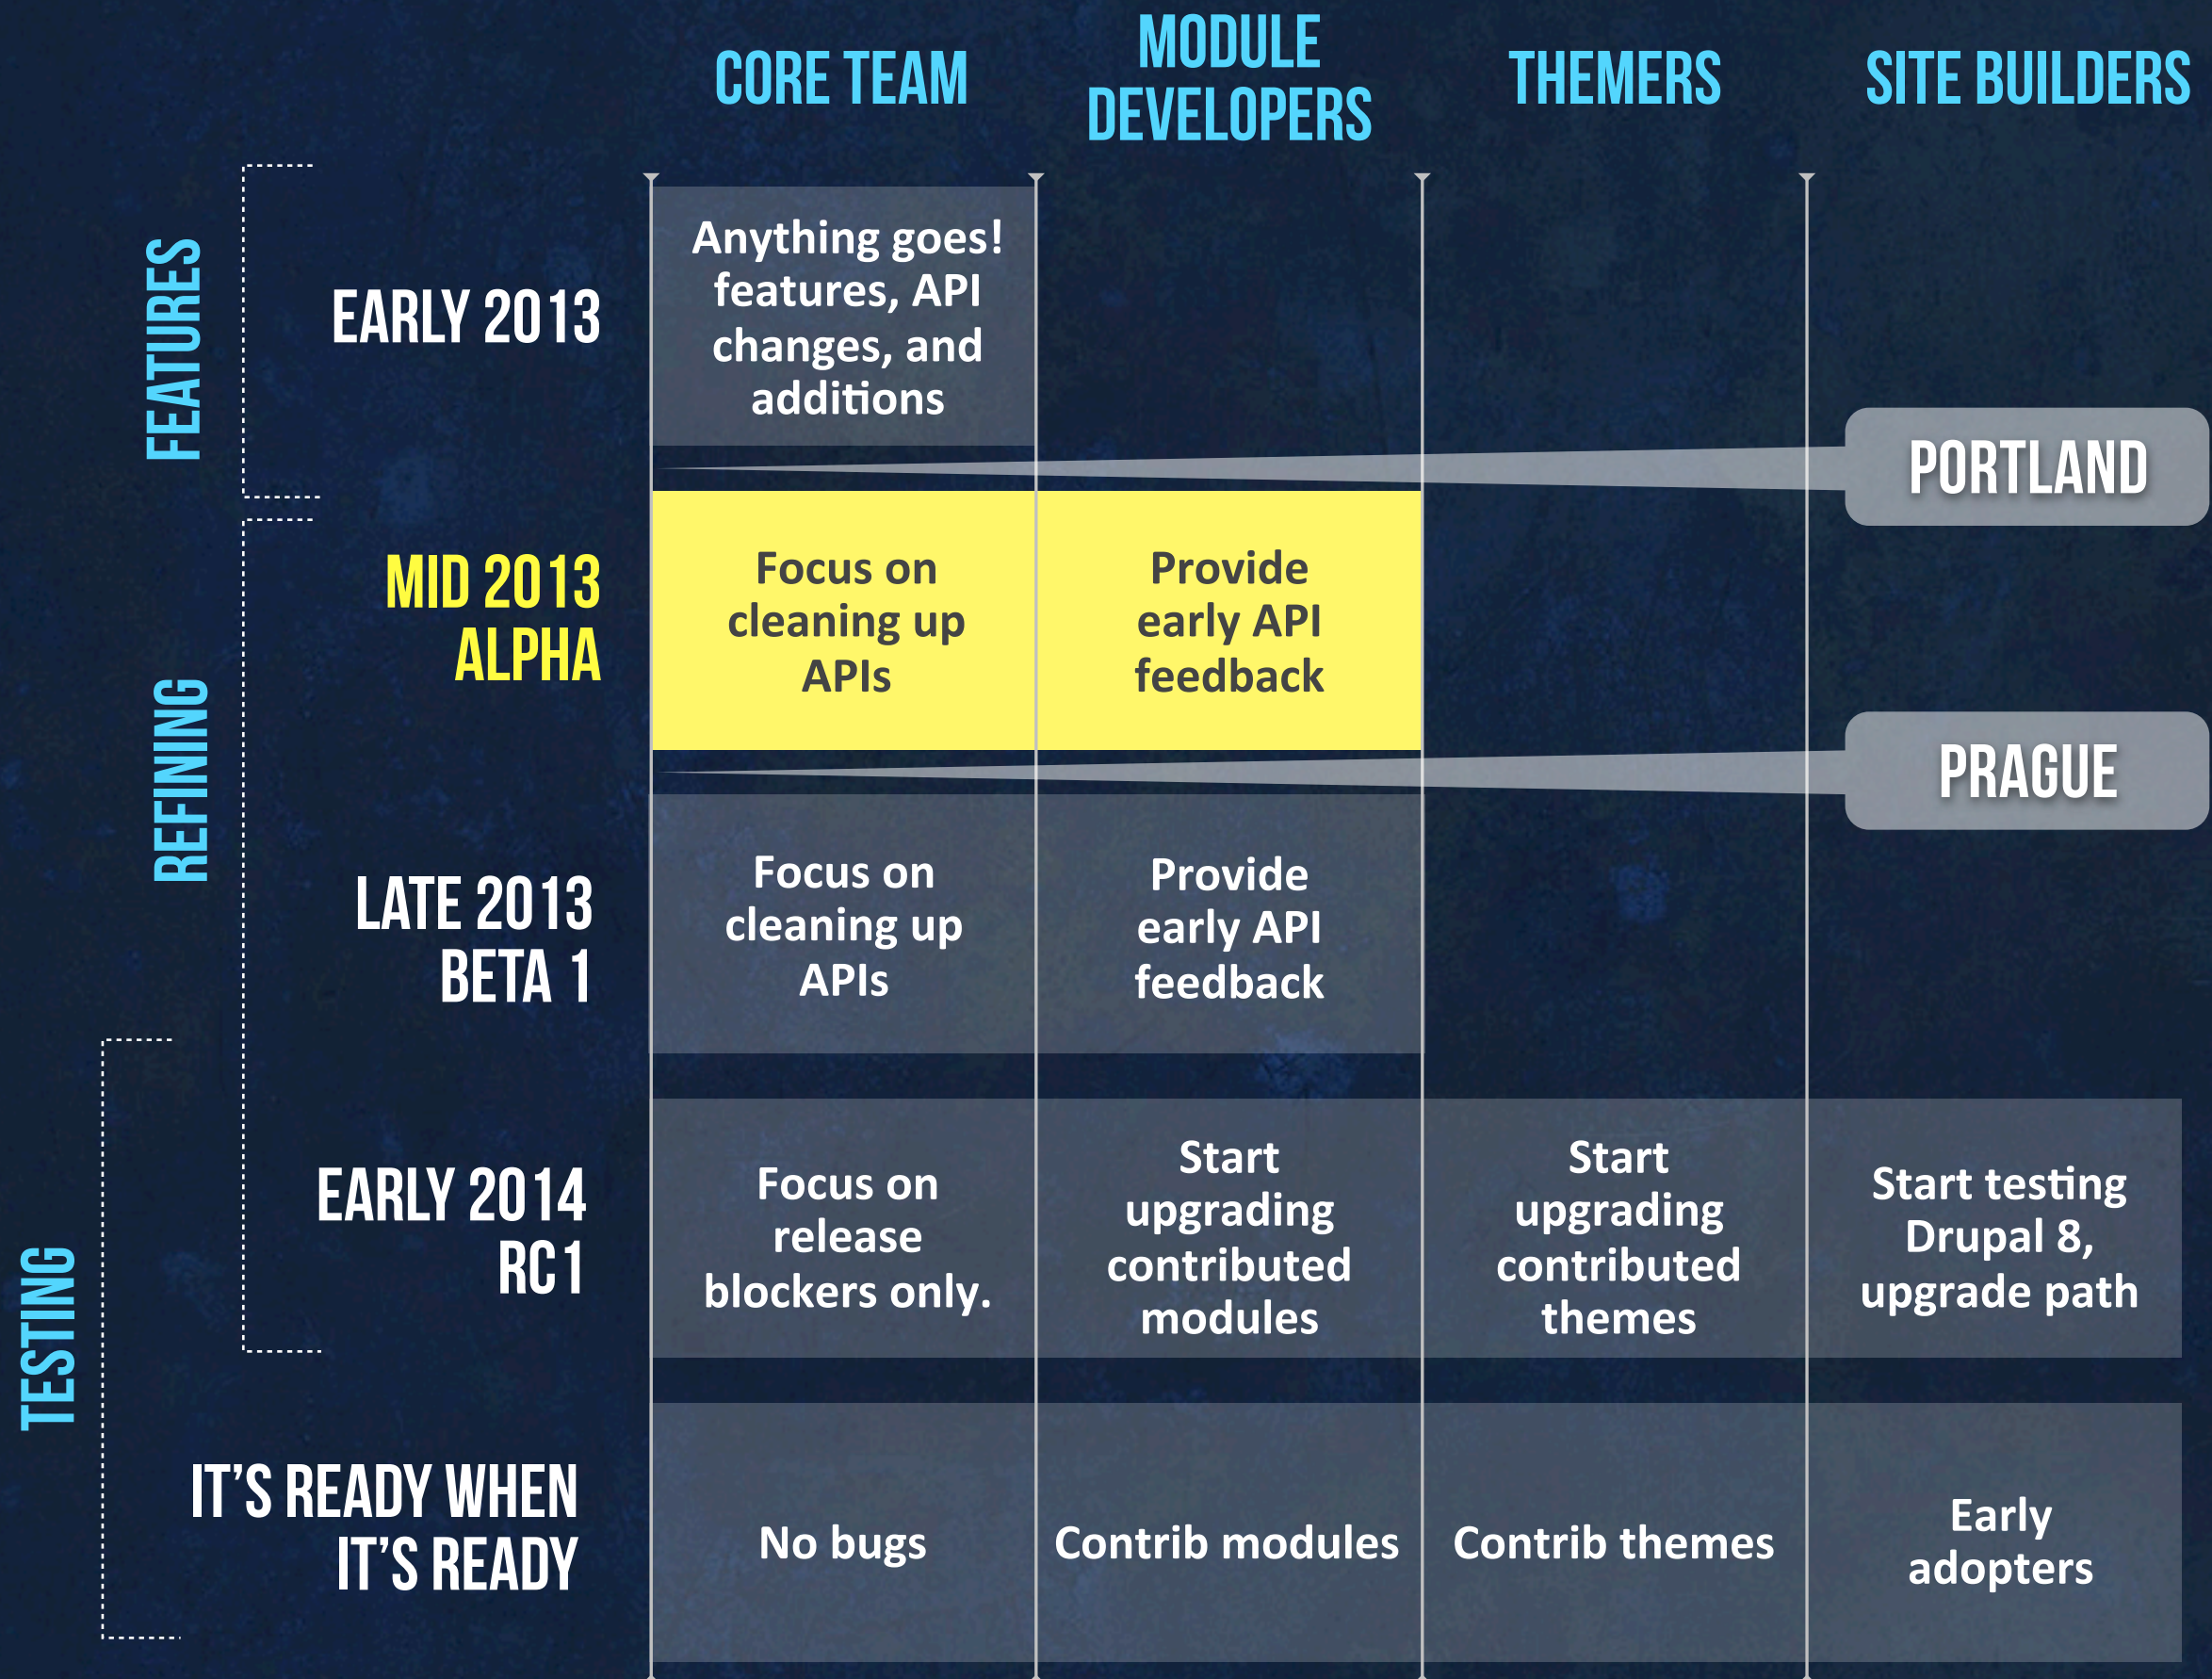 CORE TEAM
MODULE
DEVELOPERS
THEMERS
SITE BUILDERS
FEATURES
EARLY 2013
Anything goes!
features, API
changes, and
additions
PORTLAND
REFINING
MID 2013
ALPHA
Focus on
cleaning up
APIs
Provide
early API
feedback
PRAGUE
LATE 2013
BETA 1
Focus on
cleaning up
APIs
Provide
early API
feedback
TESTING
EARLY 2014
RC1
Focus on
release
blockers only.
Start
upgrading
contributed
modules
Start
upgrading
contributed
themes
Start testing
Drupal 8,
upgrade path
IT'S READY WHEN
IT'S READY
No bugs
Contrib modules
Contrib themes
Early
adopters